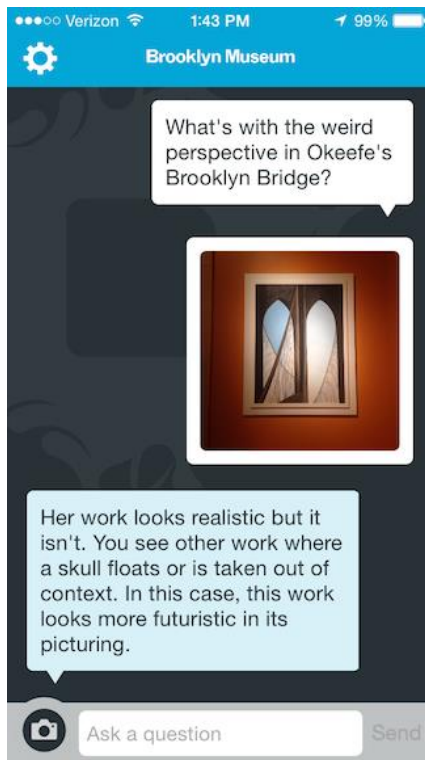 Verizon 1:43 PM 99%
Brooklyn Museum
What's with the weird
perspective in Okeefe's
Brooklyn Bridge?
Her work looks realistic but it
isn't. You see other work where
a skull floats or is taken out of
context. In this case, this work
looks more futuristic in its
picturing.
Ask a question Send